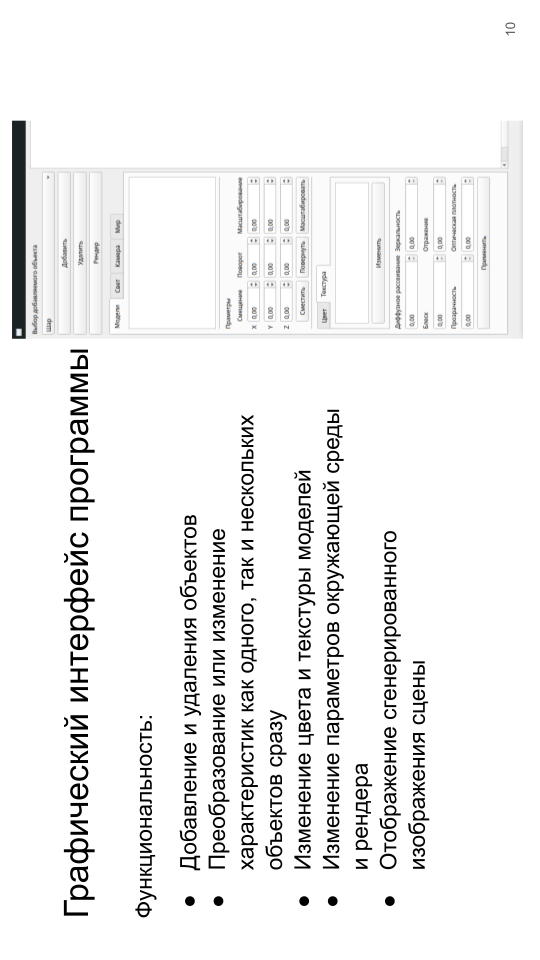 Графический интерфейс программы
Функциональность:
● Добавление и удаления объектов
● Преобразование или изменение
характеристик как одного, так и нескольких
объектов сразу
● Изменение цвета и текстуры моделей
● Изменение параметров окружающей среды
и рендера
● Отображение сгенерированного
изображения сцены
Выбор добавляемого объекта
Шар
Добавить
Удалить
Рендер
Модели Свет Камера Мир
Праметры
Смещение Поворот Масштабирование
X 0,00 0,00 0,00
Y 0,00 0,00 0,00
Z 0,00 0,00 0,00
Сместить Повернуть Масштабировать
Цвет Текстура
Изменить
Диффузное рассеивание Зеркальность
0,00 0,00
Блеск Отражение
0,00 0,00
Прозрачность Оптическая плотность
0,00 0,00
Применить
10